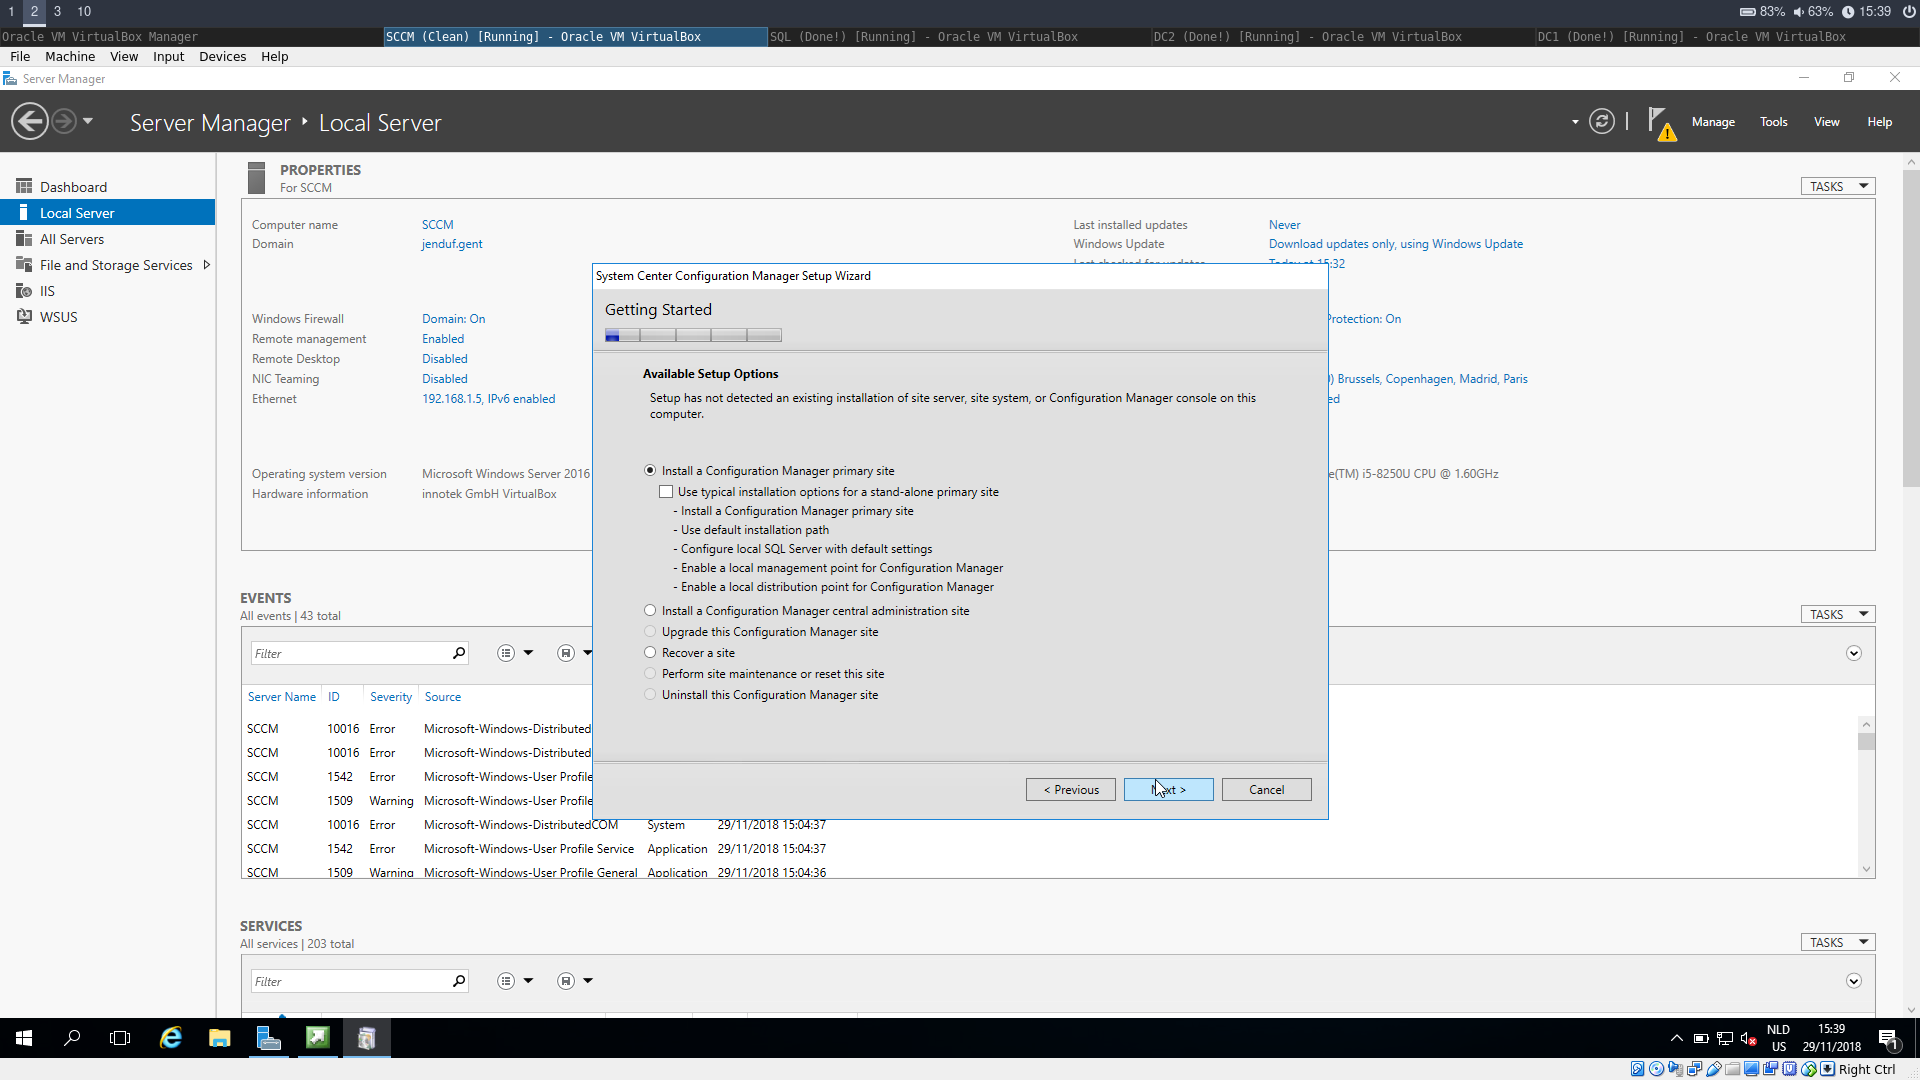 1 2 3 10
83% 63% 15:39
Oracle VM VirtualBox Manager
SCCM (Clean) [Running] - Oracle VM VirtualBox
SQL (Done!) [Running] - Oracle VM VirtualBox
DC2 (Done!) [Running] - Oracle VM VirtualBox
DC1 (Done!) [Running] - Oracle VM VirtualBox
File Machine View Input Devices Help
Server Manager
Server Manager Local Server
Manage Tools View Help
Dashboard
Local Server
All Servers
File and Storage Services
IIS
WSUS
PROPERTIES
For SCCM
TASKS
Computer name SCCM
Domain jenduf.gent
Last installed updates Never
Windows Update Download updates only, using Windows Update
Windows Firewall Domain: On
Remote management Enabled
Remote Desktop Disabled
NIC Teaming Disabled
Ethernet 192.168.1.5, IPv6 enabled
Protection: On
Brussels, Copenhagen, Madrid, Paris
Operating system version Microsoft Windows Server 2016
Hardware information innotek GmbH VirtualBox
e(TM) i5-8250U CPU @ 1.60GHz
System Center Configuration Manager Setup Wizard
Getting Started
Available Setup Options
Setup has not detected an existing installation of site server, site system, or Configuration Manager console on this
computer.
Install a Configuration Manager primary site
Use typical installation options for a stand-alone primary site
- Install a Configuration Manager primary site
- Use default installation path
- Configure local SQL Server with default settings
- Enable a local management point for Configuration Manager
- Enable a local distribution point for Configuration Manager
Install a Configuration Manager central administration site
Upgrade this Configuration Manager site
Recover a site
Perform site maintenance or reset this site
Uninstall this Configuration Manager site
< Previous
Next >
Cancel
EVENTS
All events | 43 total
TASKS
Filter
Server Name ID Severity Source
SCCM 10016 Error Microsoft-Windows-Distributed
SCCM 10016 Error Microsoft-Windows-Distributed
SCCM 1542 Error Microsoft-Windows-User Profile
SCCM 1509 Warning Microsoft-Windows-User Profile
SCCM 10016 Error Microsoft-Windows-DistributedCOM System 29/11/2018 15:04:37
SCCM 1542 Error Microsoft-Windows-User Profile Service Application 29/11/2018 15:04:37
SCCM 1509 Warning Microsoft-Windows-User Profile General Application 29/11/2018 15:04:36
SERVICES
All services | 203 total
TASKS
Filter
NLD
US
15:39
29/11/2018
1
Right Ctrl